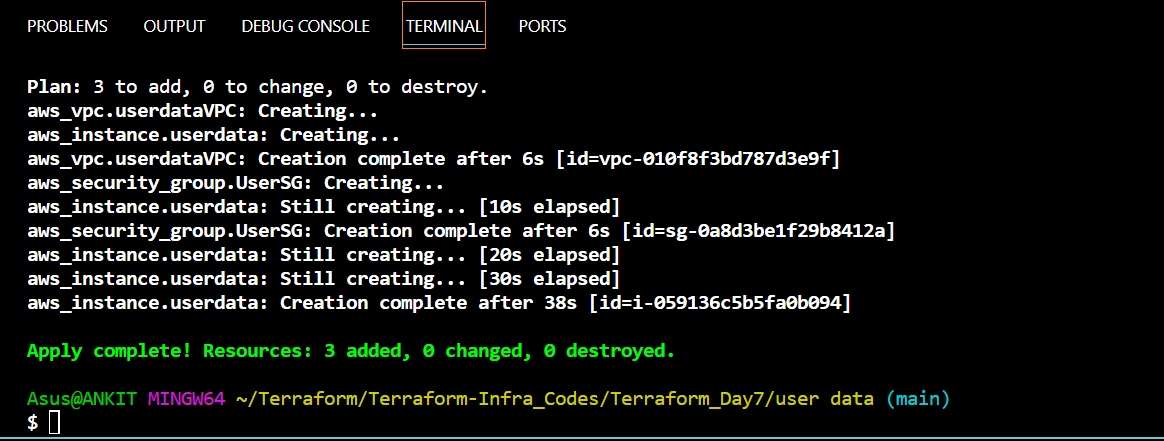 PROBLEMS OUTPUT DEBUG CONSOLE TERMINAL PORTS
Plan: 3 to add, 0 to change, 0 to destroy.
aws_vpc.userdataVPC: Creating...
aws_instance.userdata: Creating...
aws_vpc.userdataVPC: Creation complete after 6s [id=vpc-010f8f3bd787d3e9f]
aws_security_group.UserSG: Creating...
aws_instance.userdata: Still creating... [10s elapsed]
aws_security_group.UserSG: Creation complete after 6s [id=sg-0a8d3be1f29b8412a]
aws_instance.userdata: Still creating... [20s elapsed]
aws_instance.userdata: Still creating... [30s elapsed]
aws_instance.userdata: Creation complete after 38s [id=i-059136c5b5fa0b094]
Apply complete! Resources: 3 added, 0 changed, 0 destroyed.
Asus@ANKIT MINGW64 ~/Terraform/Terraform-Infra_Codes/Terraform_Day7/user data (main)
$